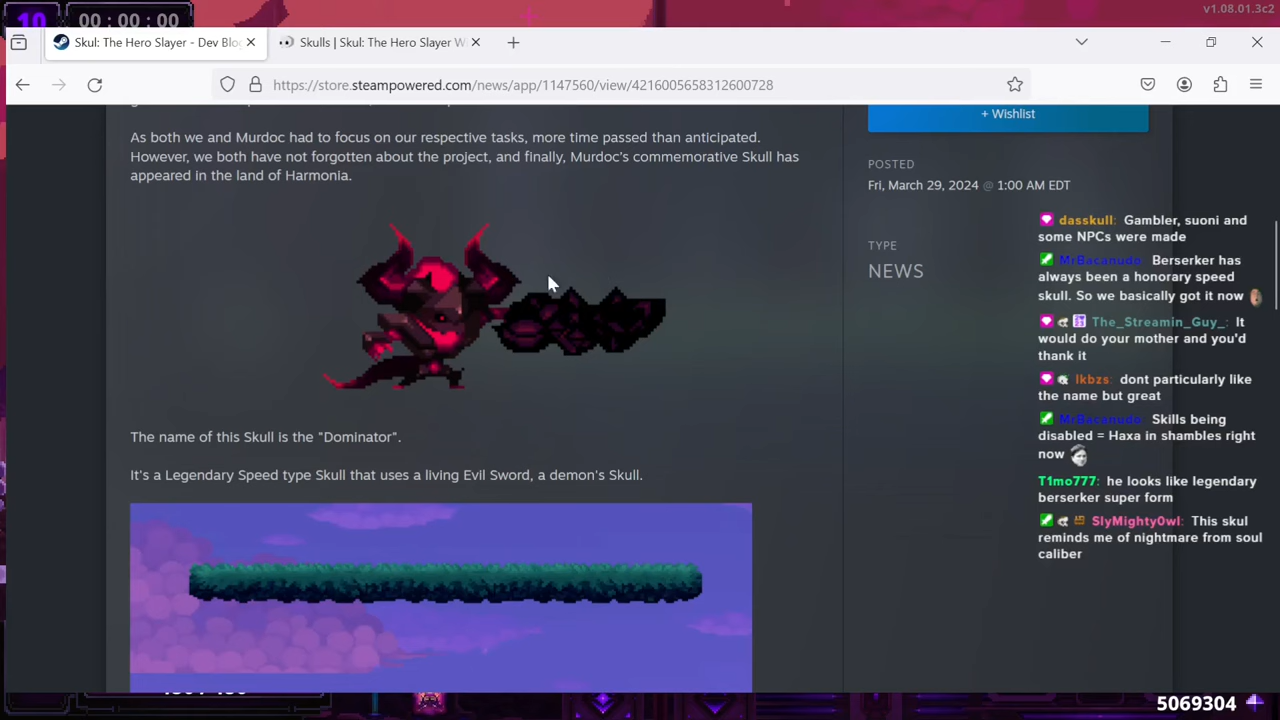 v1.08.01.3c2
10 00:00:00
Skul: The Hero Slayer - Dev Blog
Skulls | Skul: The Hero Slayer W
https://store.steampowered.com/news/app/1147560/view/4216005658312600728
As both we and Murdoc had to focus on our respective tasks, more time passed than anticipated.
However, we both have not forgotten about the project, and finally, Murdoc's commemorative Skull has
appeared in the land of Harmonia.
The name of this Skull is the "Dominator".
It's a Legendary Speed type Skull that uses a living Evil Sword, a demon's Skull.
+ Wishlist
POSTED
Fri, March 29, 2024 @ 1:00 AM EDT
TYPE
NEWS
dasskull: Gambler, suoni and
some NPCs were made
MrBacanudo: Berserker has
always been a honorary speed
skull. So we basically got it now
The_Streamin_Guy_: It
would do your mother and you'd
thank it
lkbzs: dont particularly like
the name but great
MrBacanudo: Skills being
disabled = Haxa in shambles right
now
T1mo777: he looks like legendary
berserker super form
SlyMighty0wl: This skul
reminds me of nightmare from soul
caliber
5069304